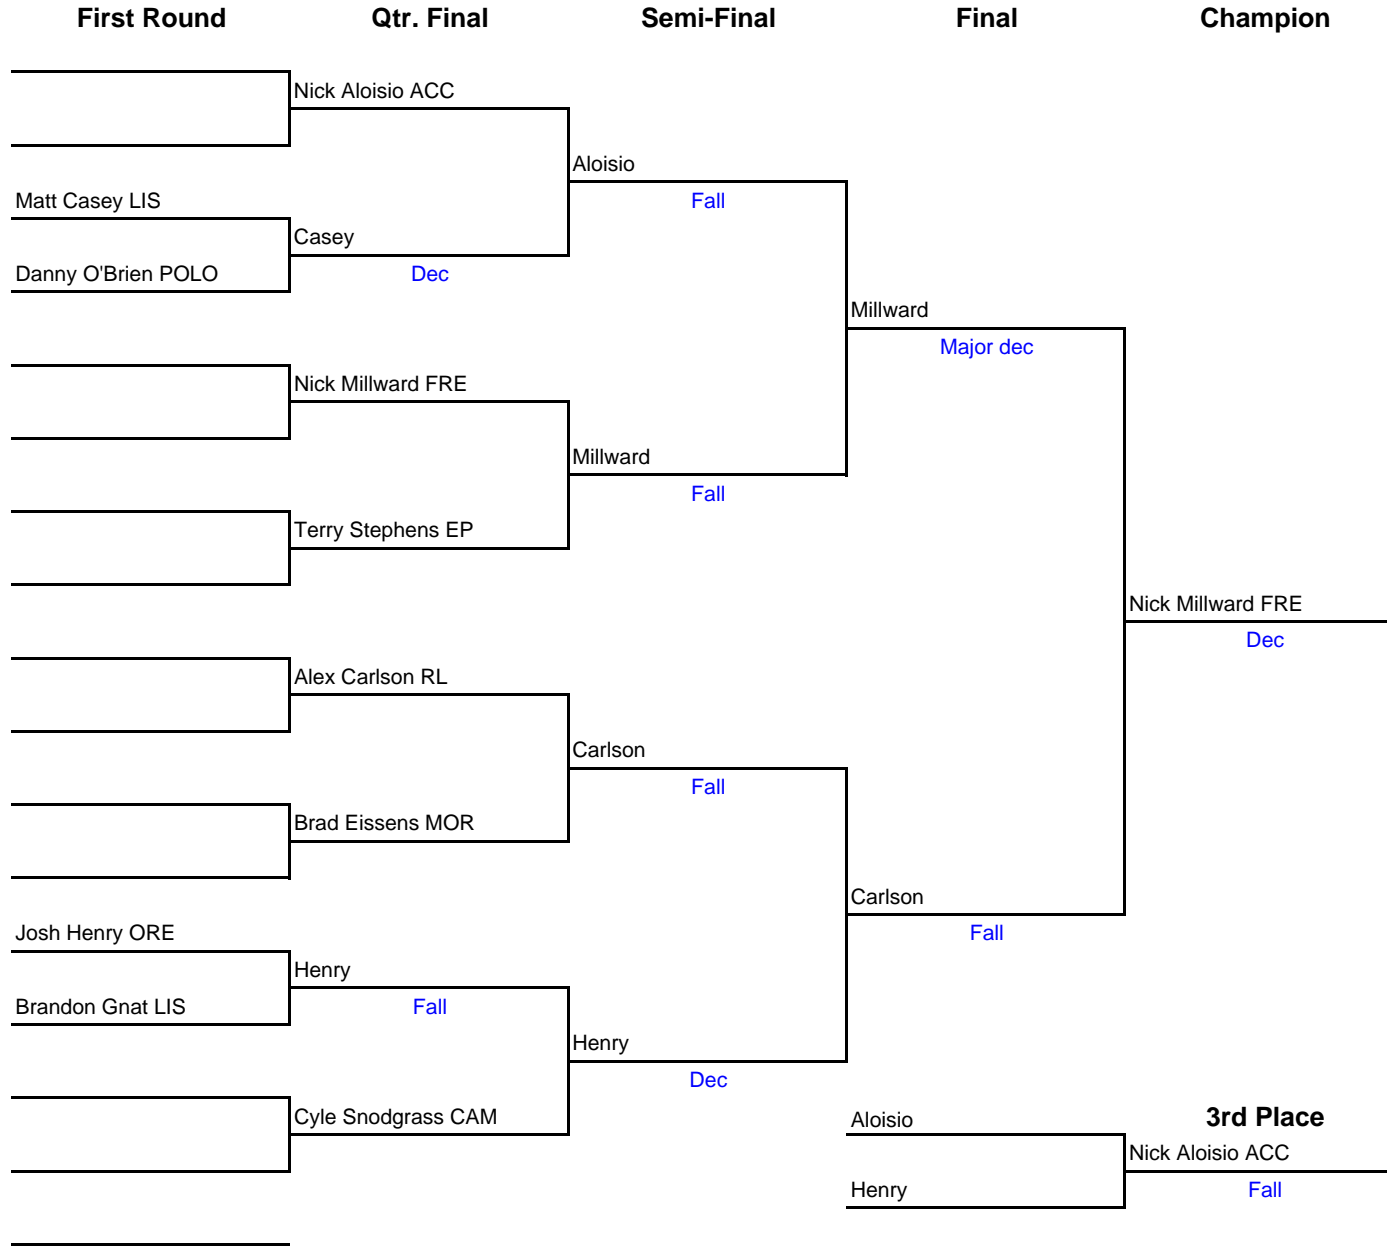 First Round Qtr. Final Semi-Final Final Champion
Nick Aloisio ACC
Aloisio
Matt Casey LIS Fall
Casey
Danny O'Brien POLO Dec
Millward
Major dec
Nick Millward FRE
Millward
Fall
Terry Stephens EP
Nick Millward FRE
Dec
Alex Carlson RL
Carlson
Fall
Brad Eissens MOR
Carlson
Josh Henry ORE Fall
Henry
Brandon Gnat LIS Fall
Henry
Dec
Cyle Snodgrass CAM Aloisio 3rd Place
Nick Aloisio ACC
Henry Fall